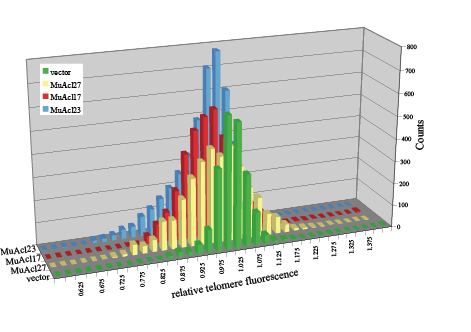 vector
MuAcl27
MuAcl17
MuAcl23
800
700
600
500
400
300
200
100
0
Counts
MuAcl23
MuAcl17
MuAcl27
vector
0.625
0.675
0.725
0.775
0.825
0.875
0.925
0.975
1.025
1.075
1.125
1.175
1.225
1.275
1.325
1.375
relative telomere fluorescence